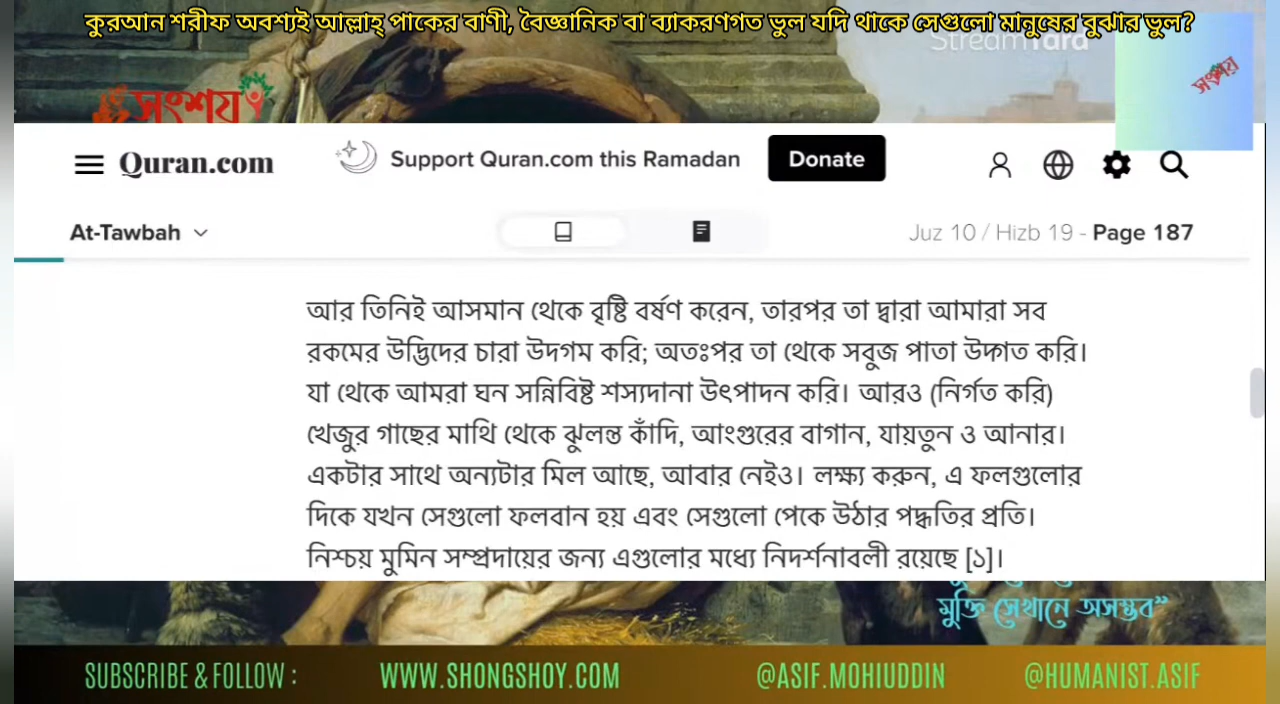 কুরআন শরীফ অবশ্যই আল্লাহ্ পাকের বাণী, বৈজ্ঞানিক বা ব্যাকরণগত ভুল যদি থাকে সেগুলো মানুষের বুঝার ভুল?
StreamYard
সংশয়
সংশয়
Quran.com
Support Quran.com this Ramadan
Donate
At-Tawbah
Juz 10 / Hizb 19 - Page 187
আর তিনিই আসমান থেকে বৃষ্টি বর্ষণ করেন, তারপর তা দ্বারা আমারা সব
রকমের উদ্ভিদের চারা উদগম করি; অতঃপর তা থেকে সবুজ পাতা উদ্গত করি।
যা থেকে আমরা ঘন সন্নিবিষ্ট শস্যদানা উৎপাদন করি। আরও (নির্গত করি)
খেজুর গাছের মাথি থেকে ঝুলন্ত কাঁদি, আংগুরের বাগান, যায়তুন ও আনার।
একটার সাথে অন্যটার মিল আছে, আবার নেইও। লক্ষ্য করুন, এ ফলগুলোর
দিকে যখন সেগুলো ফলবান হয় এবং সেগুলো পেকে উঠার পদ্ধতির প্রতি।
নিশ্চয় মুমিন সম্প্রদায়ের জন্য এগুলোর মধ্যে নিদর্শনাবলী রয়েছে [১]।
মুক্তি সেখানে অসম্ভব”
SUBSCRIBE & FOLLOW :
WWW.SHONGSHOY.COM
@ASIF.MOHIUDDIN
@HUMANIST.ASIF